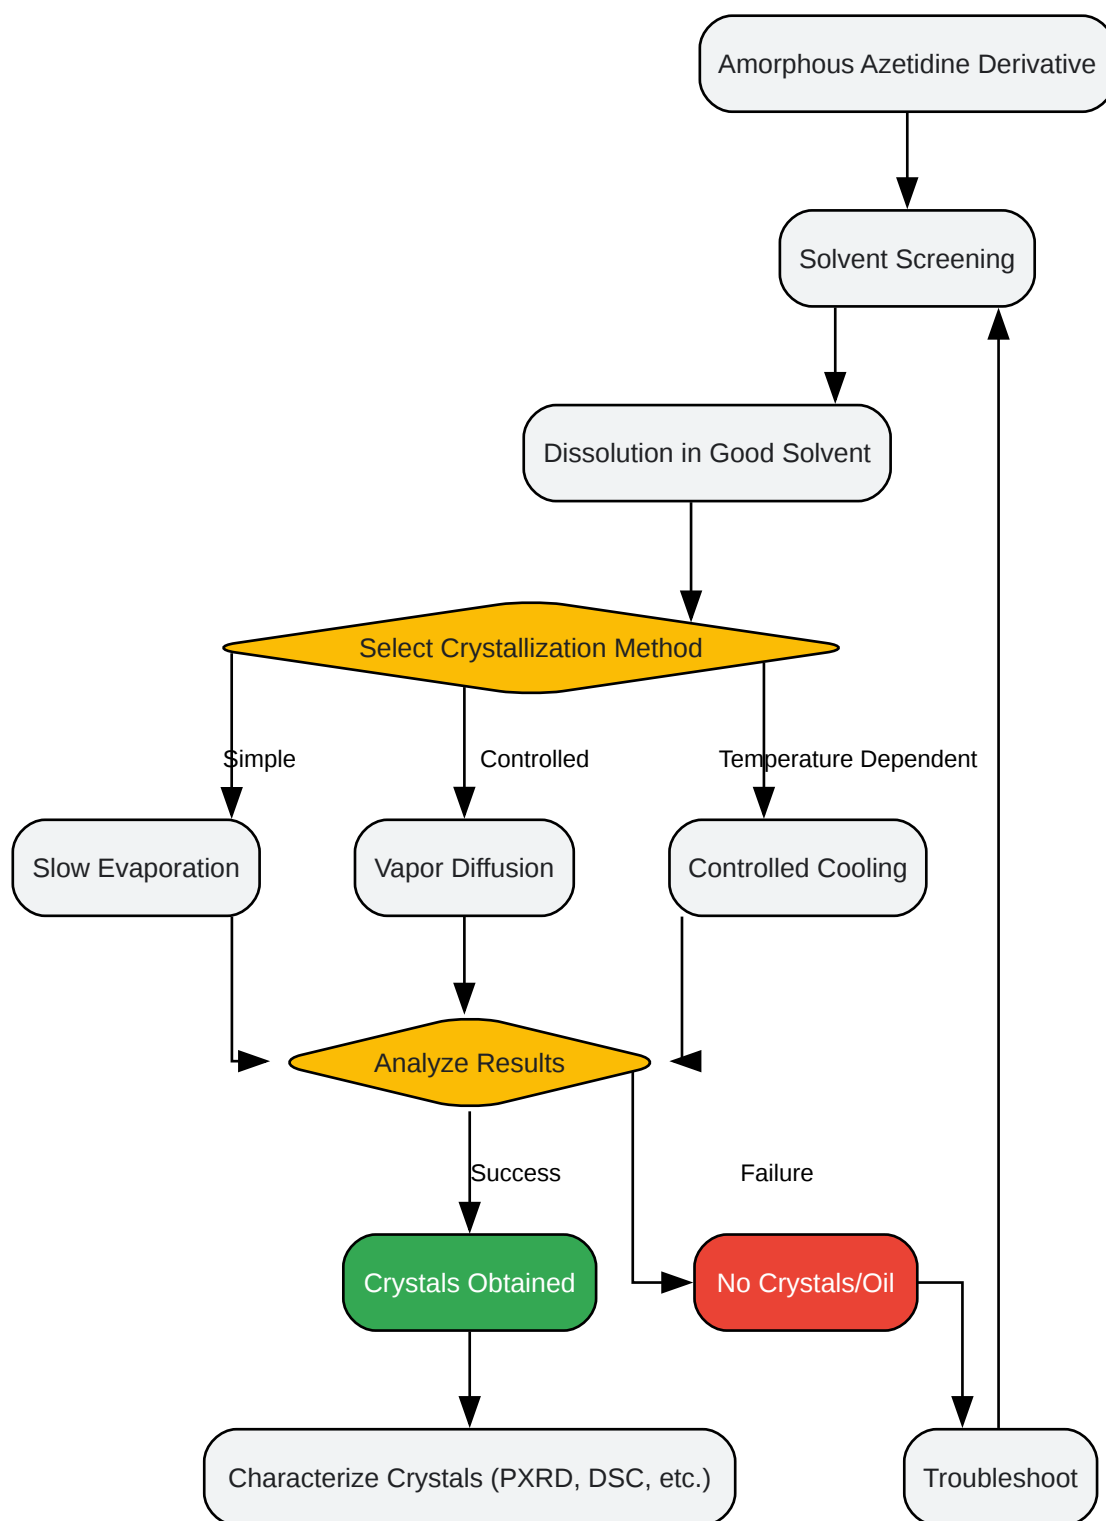 Amorphous Azetidine Derivative
Solvent Screening
Dissolution in Good Solvent
Select Crystallization Method
Simple
Controlled
Temperature Dependent
Slow Evaporation
Vapor Diffusion
Controlled Cooling
Analyze Results
Success
Failure
Crystals Obtained
No Crystals/Oil
Characterize Crystals (PXRD, DSC, etc.)
Troubleshoot